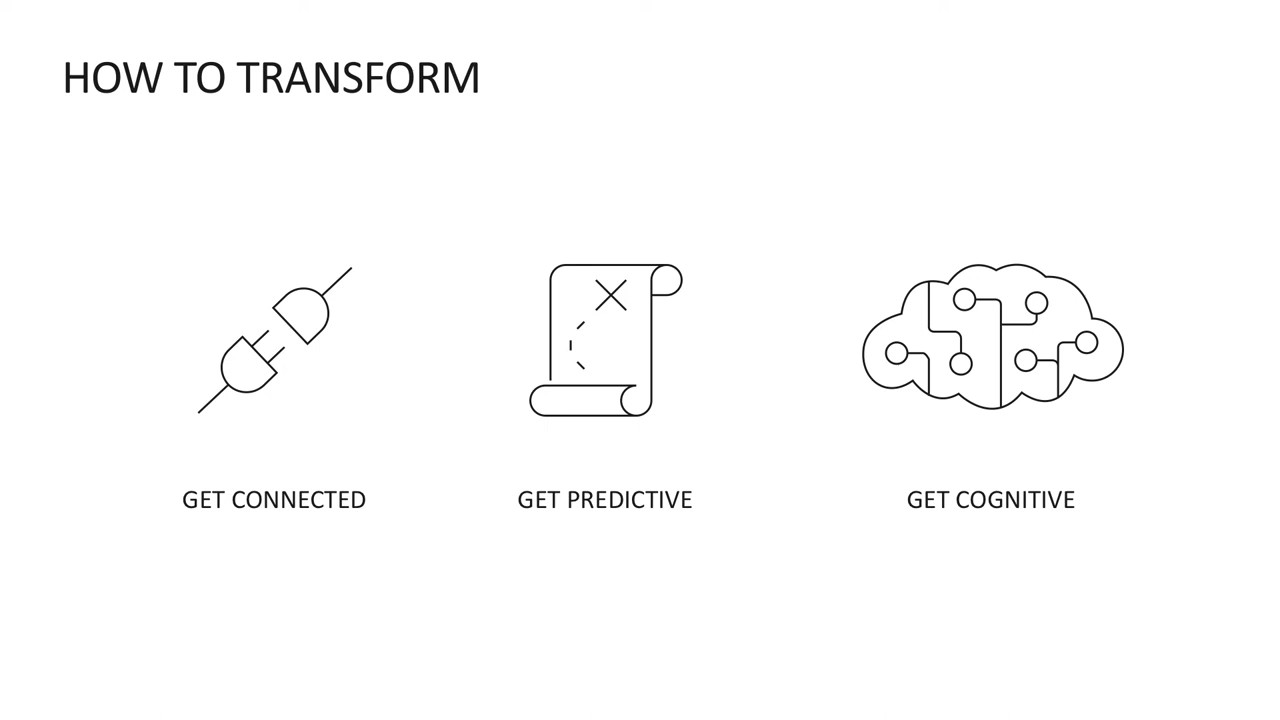 HOW TO TRANSFORM
GET CONNECTED
GET PREDICTIVE
GET COGNITIVE